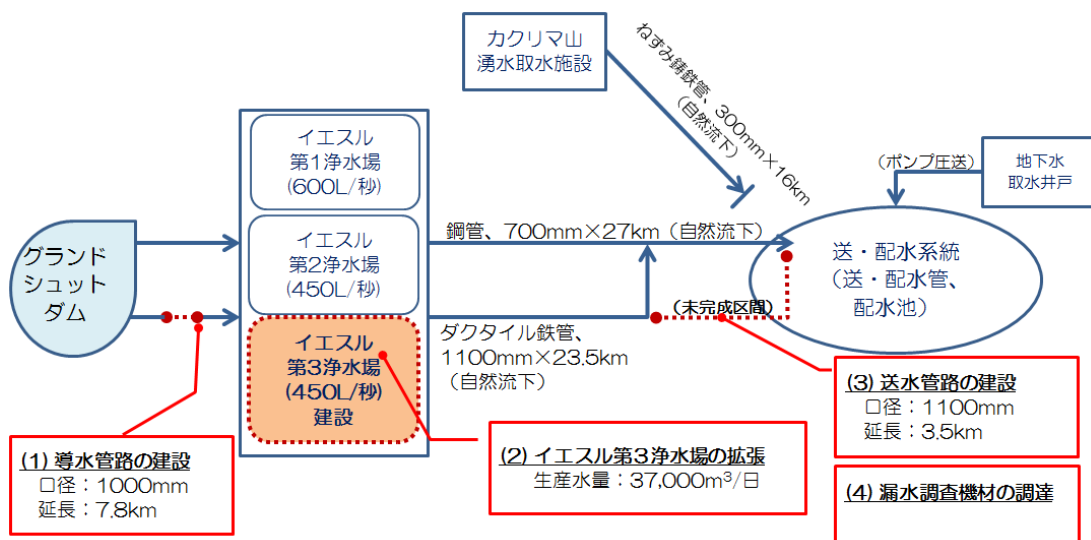 カクリマ山
湧水取水施設
ねずみ鋳鉄管、300mm×16km
（自然流下）
（ポンプ圧送）
地下水
取水井戸
イエスル
第1浄水場
(600L/秒)
イエスル
第2浄水場
(450L/秒)
イエスル
第3浄水場
(450L/秒)
建設
グランド
シュット
ダム
鋼管、700mm×27km（自然流下）
ダクタイル鉄管、
1100mm×23.5km
（自然流下）
（未完成区間）
送・配水系統
（送・配水管、
配水池）
(1) 導水管路の建設
口径：1000mm
延長：7.8km
(2) イエスル第3浄水場の拡張
生産水量：37,000m³/日
(3) 送水管路の建設
口径：1100mm
延長：3.5km
(4) 漏水調査機材の調達